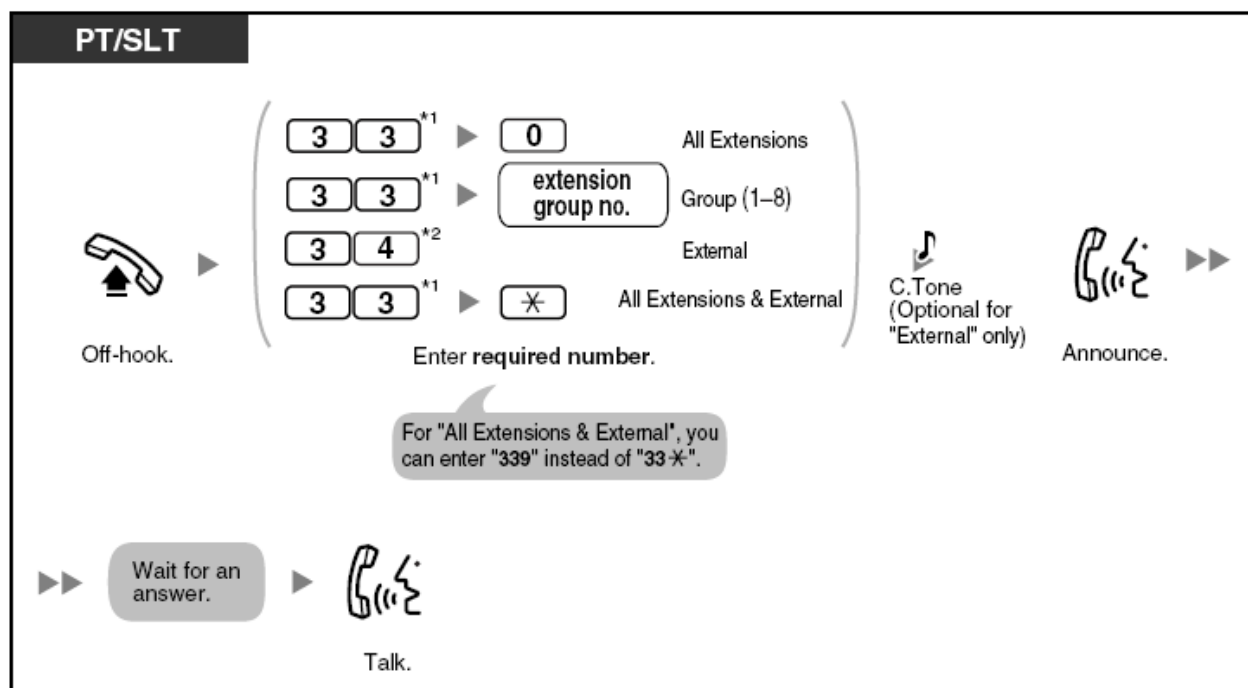 PT/SLT
3 3 *1 0 All Extensions
3 3 *1 extension group no. Group (1–8)
3 4 *2 External
3 3 *1 ✳ All Extensions & External
C.Tone
(Optional for
"External" only)
Off-hook.
Enter required number.
Announce.
For "All Extensions & External", you
can enter "339" instead of "33✳".
Wait for an
answer.
Talk.